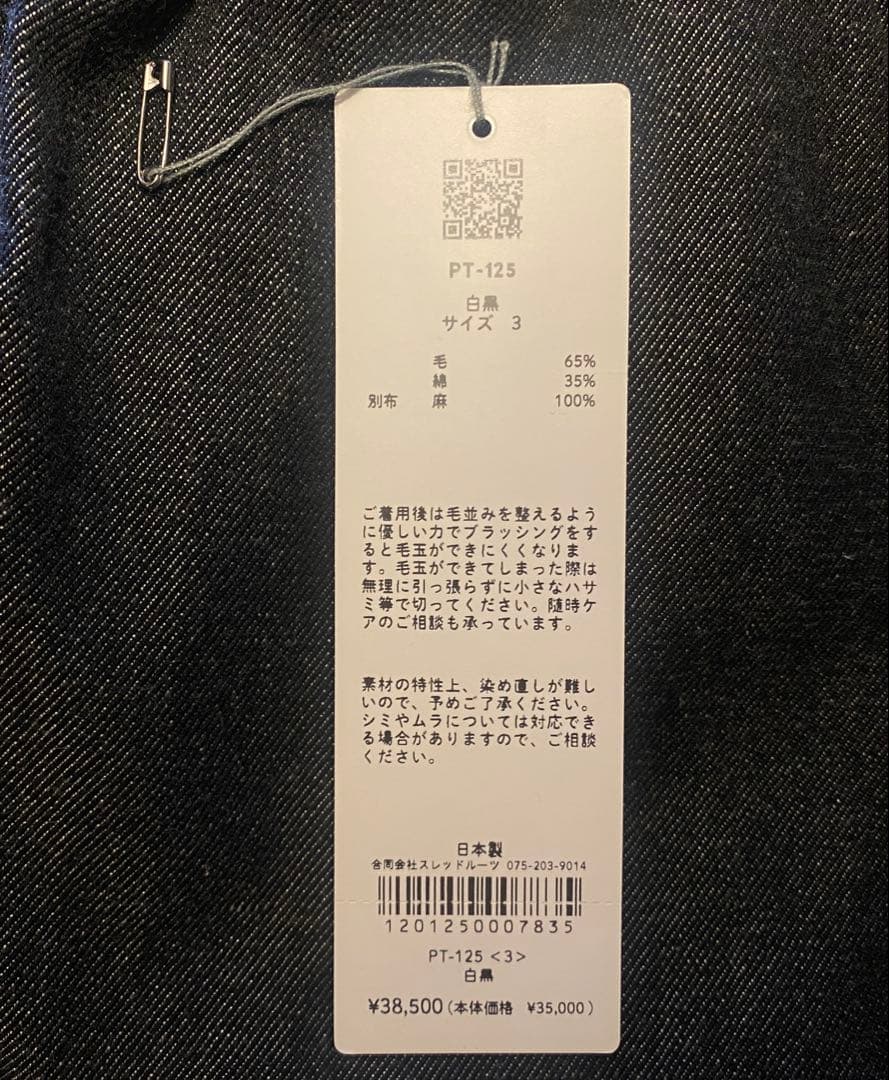 PT-125
白黒
サイズ 3
毛 65%
綿 35%
別布 麻 100%
ご着用後は毛並みを整えるよう
に優しい力でブラッシングをす
ると毛玉ができにくくなりま
す。毛玉ができてしまった際は
無理に引っ張らずに小さなハサ
ミ等で切ってください。随時ケ
アのご相談も承っています。
素材の特性上、染め直しが難し
いので、予めご了承ください。
シミやムラについては対応でき
る場合がありますので、ご相談
ください。
日本製
合同会社スレッドルーツ 075-203-9014
1201250007835
PT-125 <3>
白黒
¥38,500(本体価格 ¥35,000)